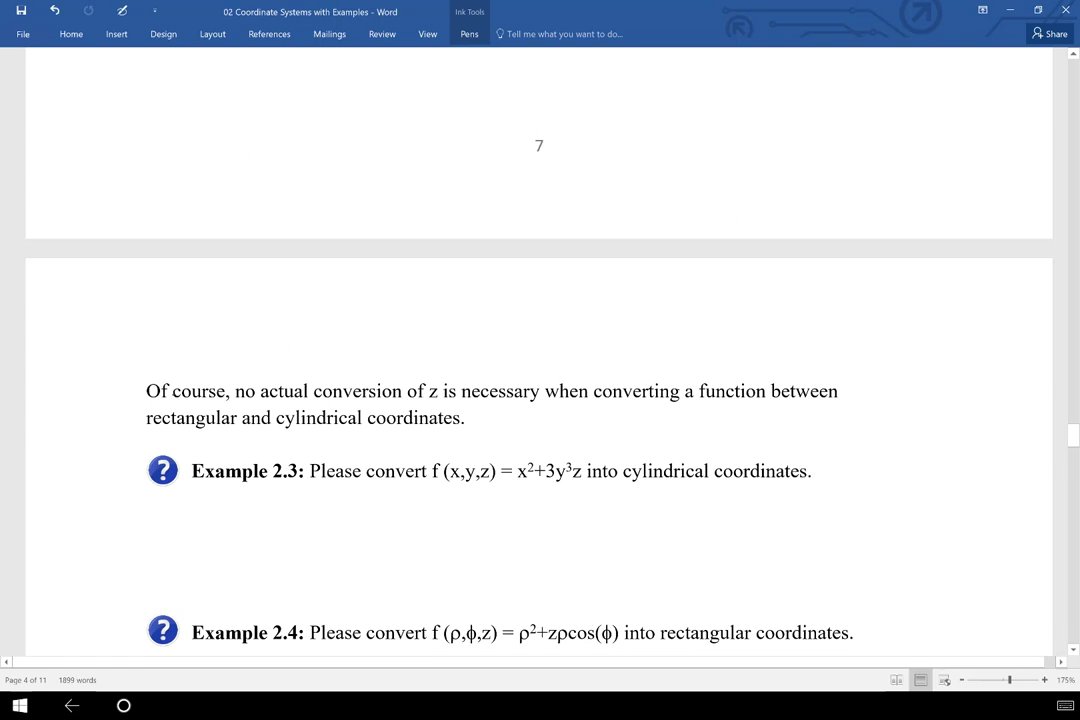 02 Coordinate Systems with Examples - Word
Ink Tools
File Home Insert Design Layout References Mailings Review View Pens Tell me what you want to do... Share
7
Of course, no actual conversion of z is necessary when converting a function between
rectangular and cylindrical coordinates.
? Example 2.3: Please convert f (x,y,z) = x²+3y³z into cylindrical coordinates.
? Example 2.4: Please convert f (ρ,ϕ,z) = ρ²+zρcos(ϕ) into rectangular coordinates.
Page 4 of 11 1899 words 175%